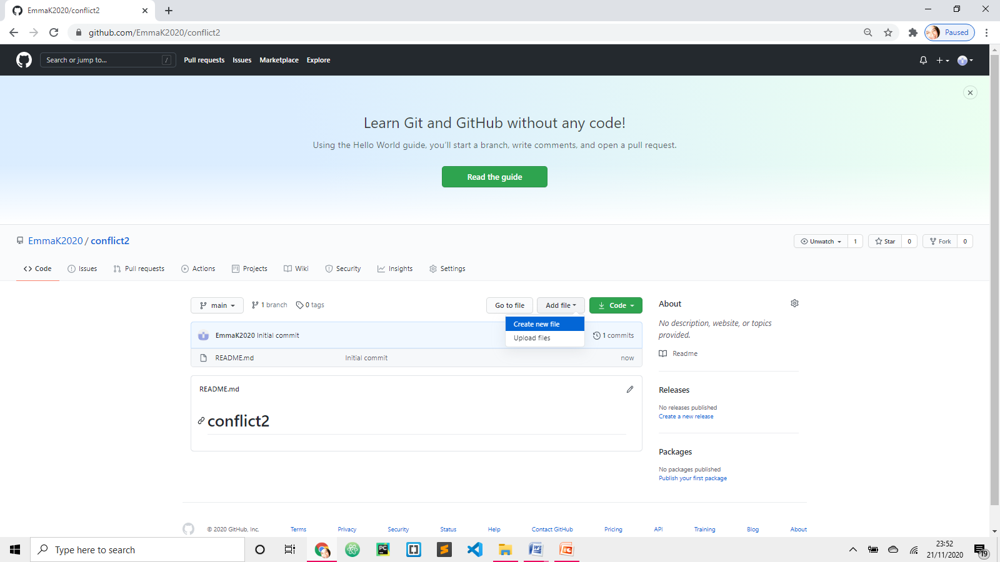 EmmaK2020/conflict2
github.com/EmmaK2020/conflict2
Paused
Search or jump to... /
Pull requests Issues Marketplace Explore
Learn Git and GitHub without any code!
Using the Hello World guide, you'll start a branch, write comments, and open a pull request.
Read the guide
EmmaK2020 / conflict2
Unwatch 1 Star 0 Fork 0
Code Issues Pull requests Actions Projects Wiki Security Insights Settings
main 1 branch 0 tags Go to file Add file Code
Create new file
Upload files
EmmaK2020 Initial commit 1 commits
README.md Initial commit now
README.md
conflict2
About
No description, website, or topics
provided.
Readme
Releases
No releases published
Create a new release
Packages
No packages published
Publish your first package
© 2020 GitHub, Inc. Terms Privacy Security Status Help Contact GitHub Pricing API Training Blog About
Type here to search
23:52
21/11/2020
19